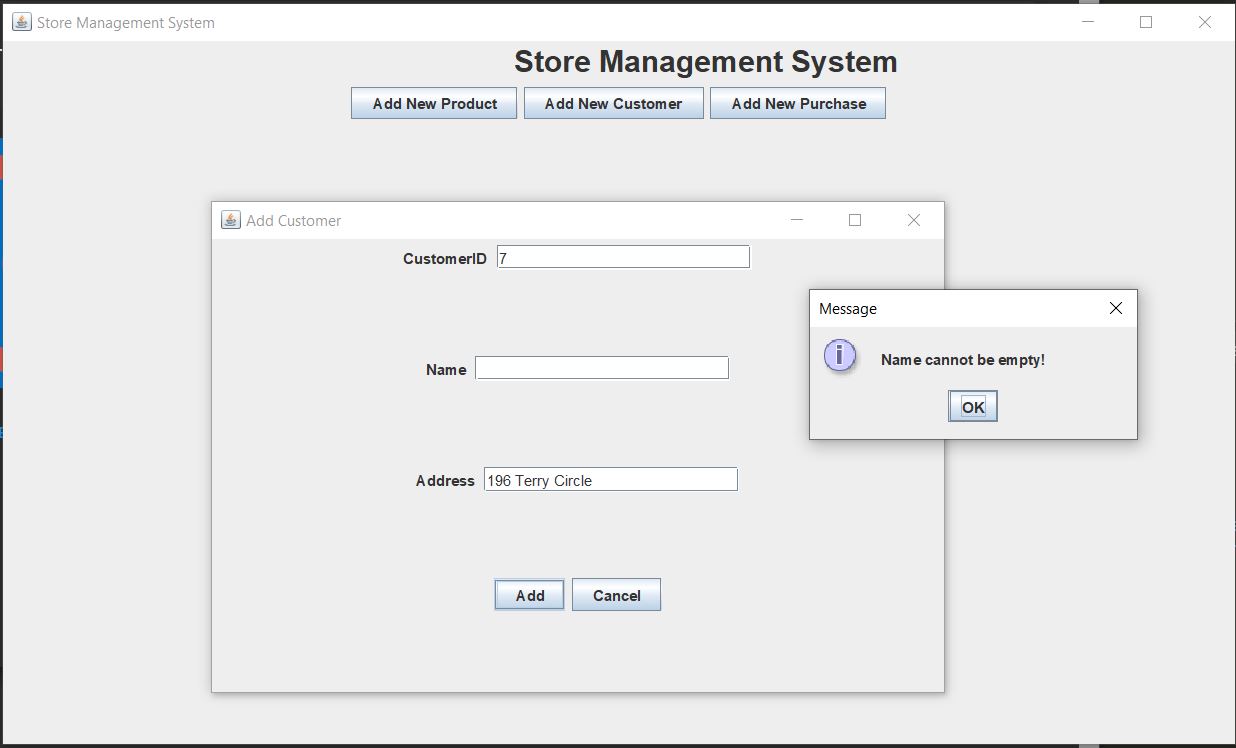 Store Management System
Store Management System
Add New Product Add New Customer Add New Purchase
Add Customer
CustomerID 7
Message
Name cannot be empty!
Name
OK
Address 196 Terry Circle
Add Cancel